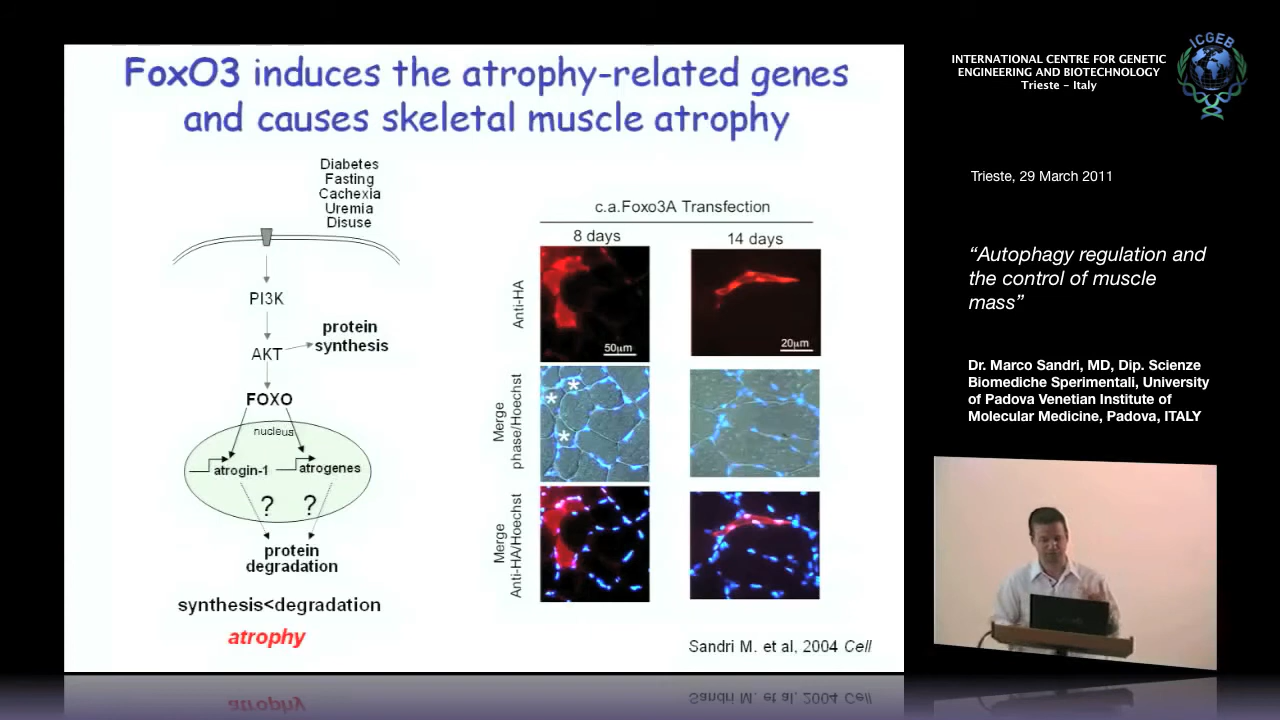 FoxO3 induces the atrophy-related genes
and causes skeletal muscle atrophy
Diabetes
Fasting
Cachexia
Uremia
Disuse
PI3K
AKT
protein
synthesis
FOXO
nucleus
atrogin-1
atrogenes
? ?
protein
degradation
synthesis<degradation
atrophy
c.a.Foxo3A Transfection
8 days
14 days
Anti-HA
50µm
20µm
Merge
phase/Hoechst
* * *
Merge
Anti-HA/Hoechst
Sandri M. et al, 2004 Cell
INTERNATIONAL CENTRE FOR GENETIC
ENGINEERING AND BIOTECHNOLOGY
Trieste - Italy
ICGEB
Trieste, 29 March 2011
“Autophagy regulation and
the control of muscle
mass”
Dr. Marco Sandri, MD, Dip. Scienze
Biomediche Sperimentali, University
of Padova Venetian Institute of
Molecular Medicine, Padova, ITALY